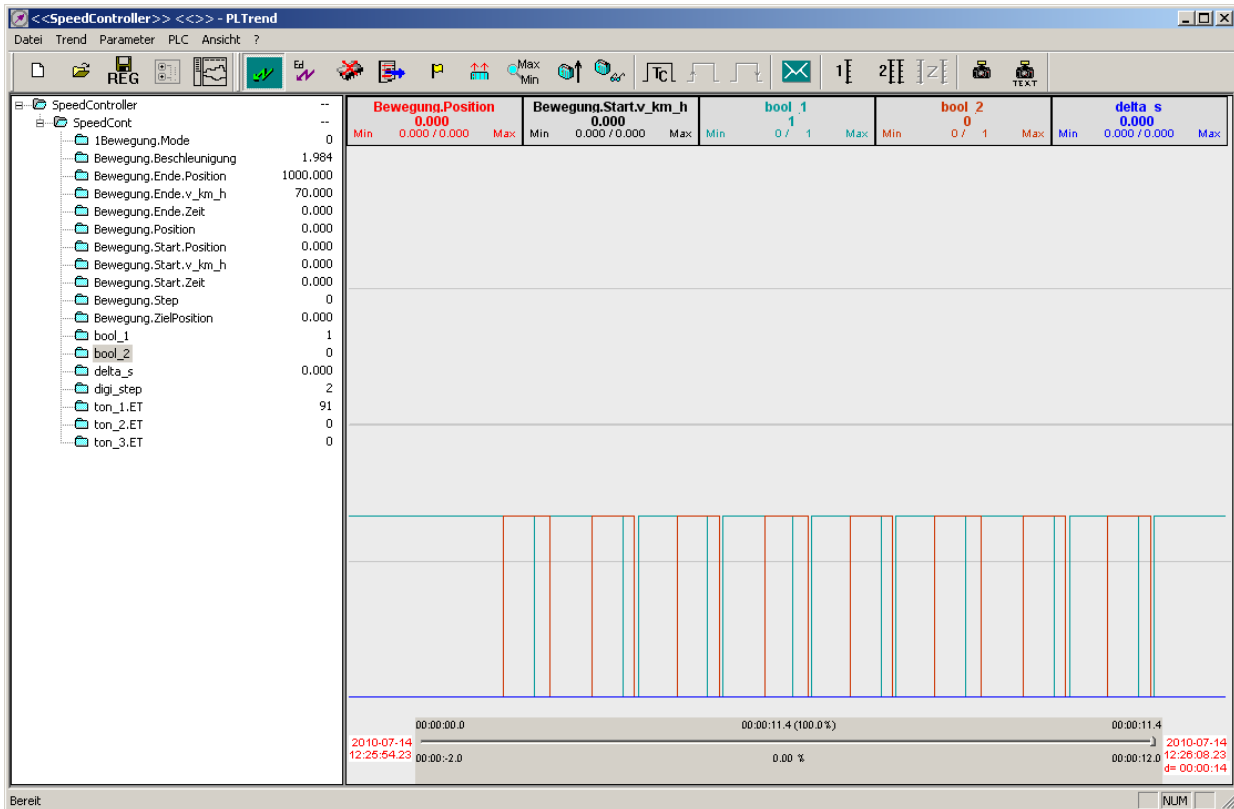 <<SpeedController>> <<>> - PLTrend
Datei Trend Parameter PLC Ansicht ?
REG Ed Max Min TC 1 2 Z TEXT
SpeedController --
SpeedCont --
1Bewegung.Mode 0
Bewegung.Beschleunigung 1.984
Bewegung.Ende.Position 1000.000
Bewegung.Ende.v_km_h 70.000
Bewegung.Ende.Zeit 0.000
Bewegung.Position 0.000
Bewegung.Start.Position 0.000
Bewegung.Start.v_km_h 0.000
Bewegung.Start.Zeit 0.000
Bewegung.Step 0
Bewegung.ZielPosition 0.000
bool_1 1
bool_2 0
delta_s 0.000
digi_step 2
ton_1.ET 91
ton_2.ET 0
ton_3.ET 0
Bewegung.Position Bewegung.Start.v_km_h bool_1 bool_2 delta_s
0.000 0.000 1 0 0.000
Min 0.000 / 0.000 Max Min 0.000 / 0.000 Max Min 0 / 1 Max Min 0 / 1 Max Min 0.000 / 0.000 Max
00:00:00.0 00:00:11.4 (100.0%) 00:00:11.4
2010-07-14 2010-07-14
12:25:54.23 00:00:-2.0 0.00 % 00:00:12.0 12:26:08.23
d= 00:00:14
Bereit NUM